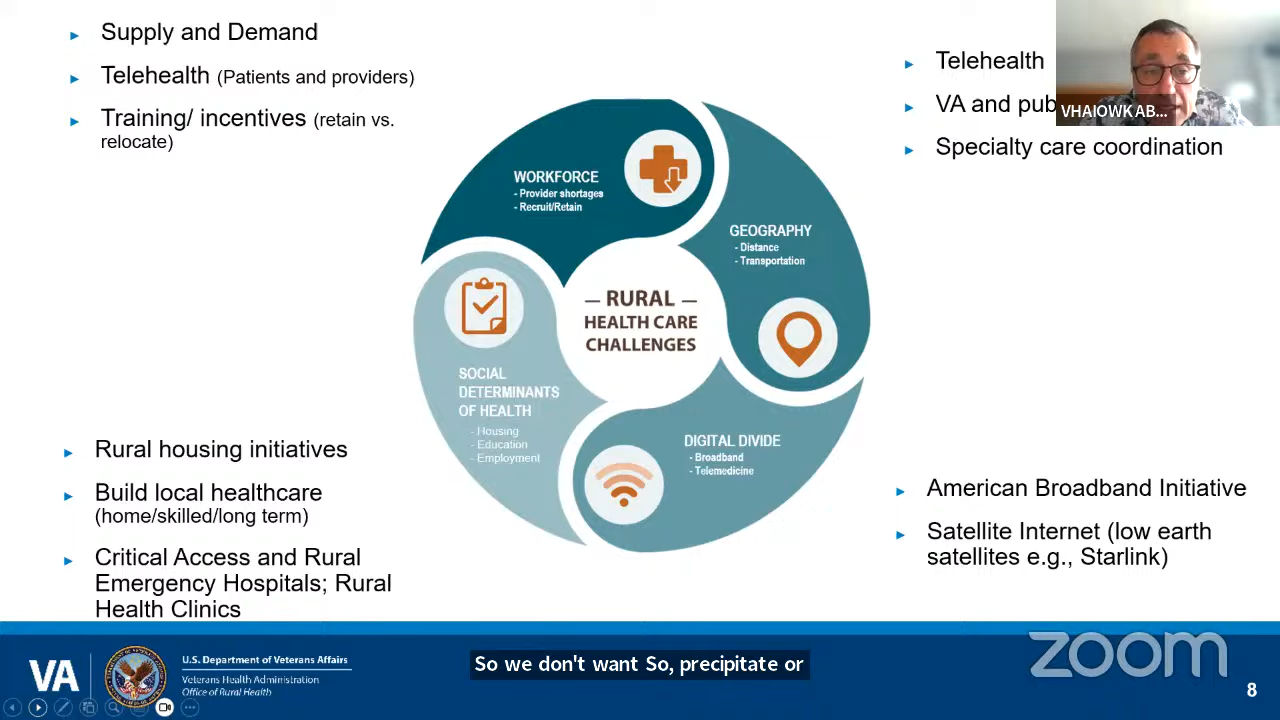 Supply and Demand
Telehealth (Patients and providers)
Training/ incentives (retain vs.
relocate)
Telehealth
VA and pub
Specialty care coordination
VHAIOWKAB...
WORKFORCE
- Provider shortages
- Recruit/Retain
GEOGRAPHY
- Distance
- Transportation
— RURAL —
HEALTH CARE
CHALLENGES
SOCIAL
DETERMINANTS
OF HEALTH
- Housing
- Education
- Employment
DIGITAL DIVIDE
- Broadband
- Telemedicine
Rural housing initiatives
Build local healthcare
(home/skilled/long term)
Critical Access and Rural
Emergency Hospitals; Rural
Health Clinics
American Broadband Initiative
Satellite Internet (low earth
satellites e.g., Starlink)
VA
U.S. Department of Veterans Affairs
Veterans Health Administration
Office of Rural Health
So we don't want So, precipitate or
zoom
8